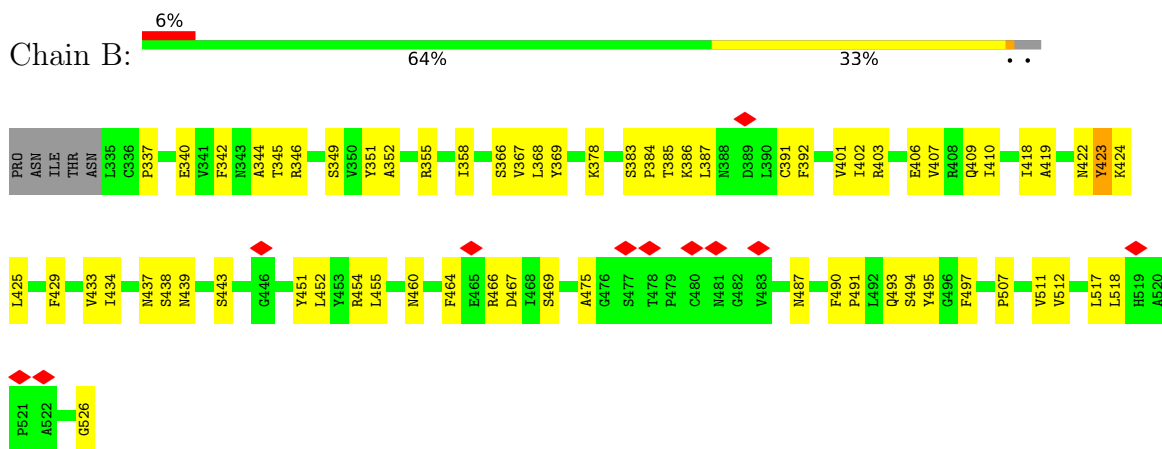 6%
Chain B:
64% 33% • •
PRO ASN ILE THR ASN L335 C336 P337 E340 V341 F342 N343 A344 T345 R346 S349 V350 Y351 A352 R355 I358 S366 V367 L368 Y369 K378 S383 P384 T385 K386 L387 N388 D389 L390 C391 F392 V401 I402 R403 E406 V407 R408 Q409 I410 I418 A419 N422 Y423 K424
L425 F429 V433 I434 N437 S438 N439 S443 G446 Y451 L452 Y453 R454 L455 N460 F464 E465 R466 D467 I468 S469 A475 G476 S477 T478 P479 C480 N481 G482 V483 N487 F490 P491 L492 Q493 S494 Y495 G496 F497 P507 V511 V512 L517 L518 H519 A520
P521 A522 G526